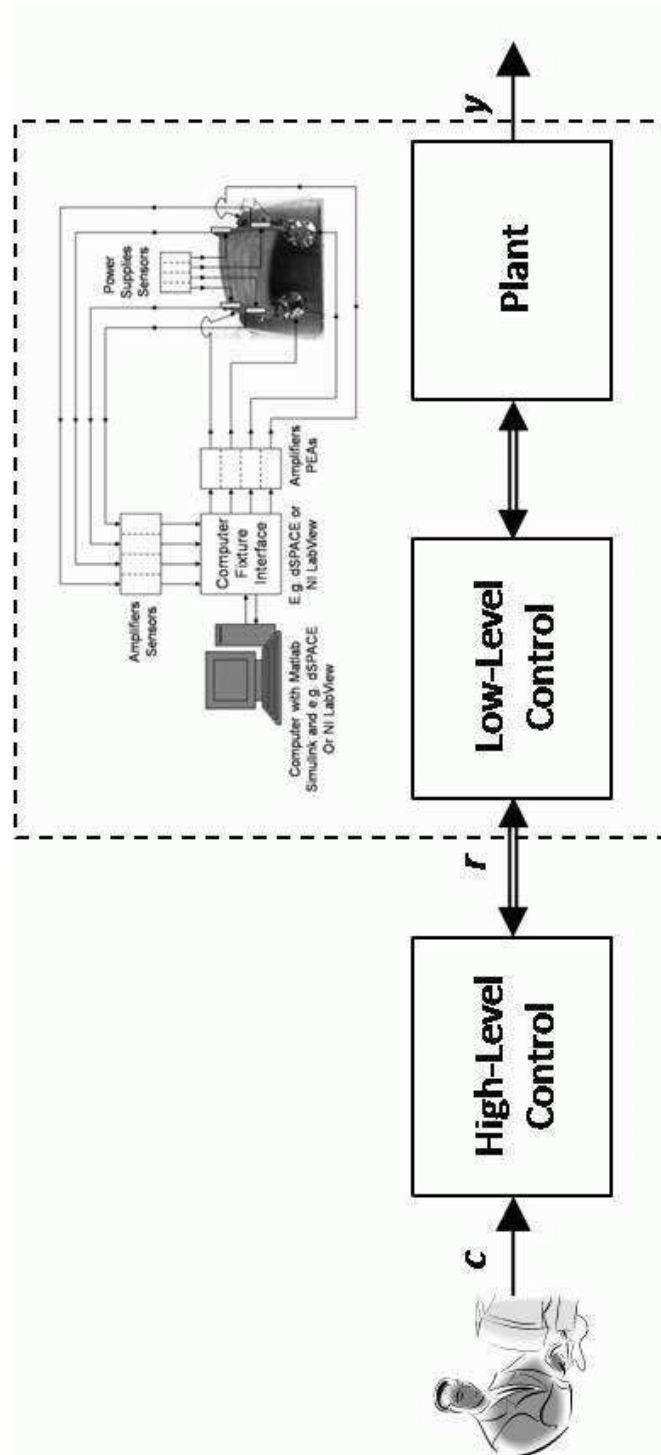 Amplifiers
Sensors
Power
Supplies
Sensors
Computer
Fixture
Interface
Amplifiers
PEAs
E.g. dSPACE or
NI LabView
Computer with Matlab
Simulink and e.g. dSPACE
Or NI LabView
c
High-Level
Control
r
Low-Level
Control
Plant
y